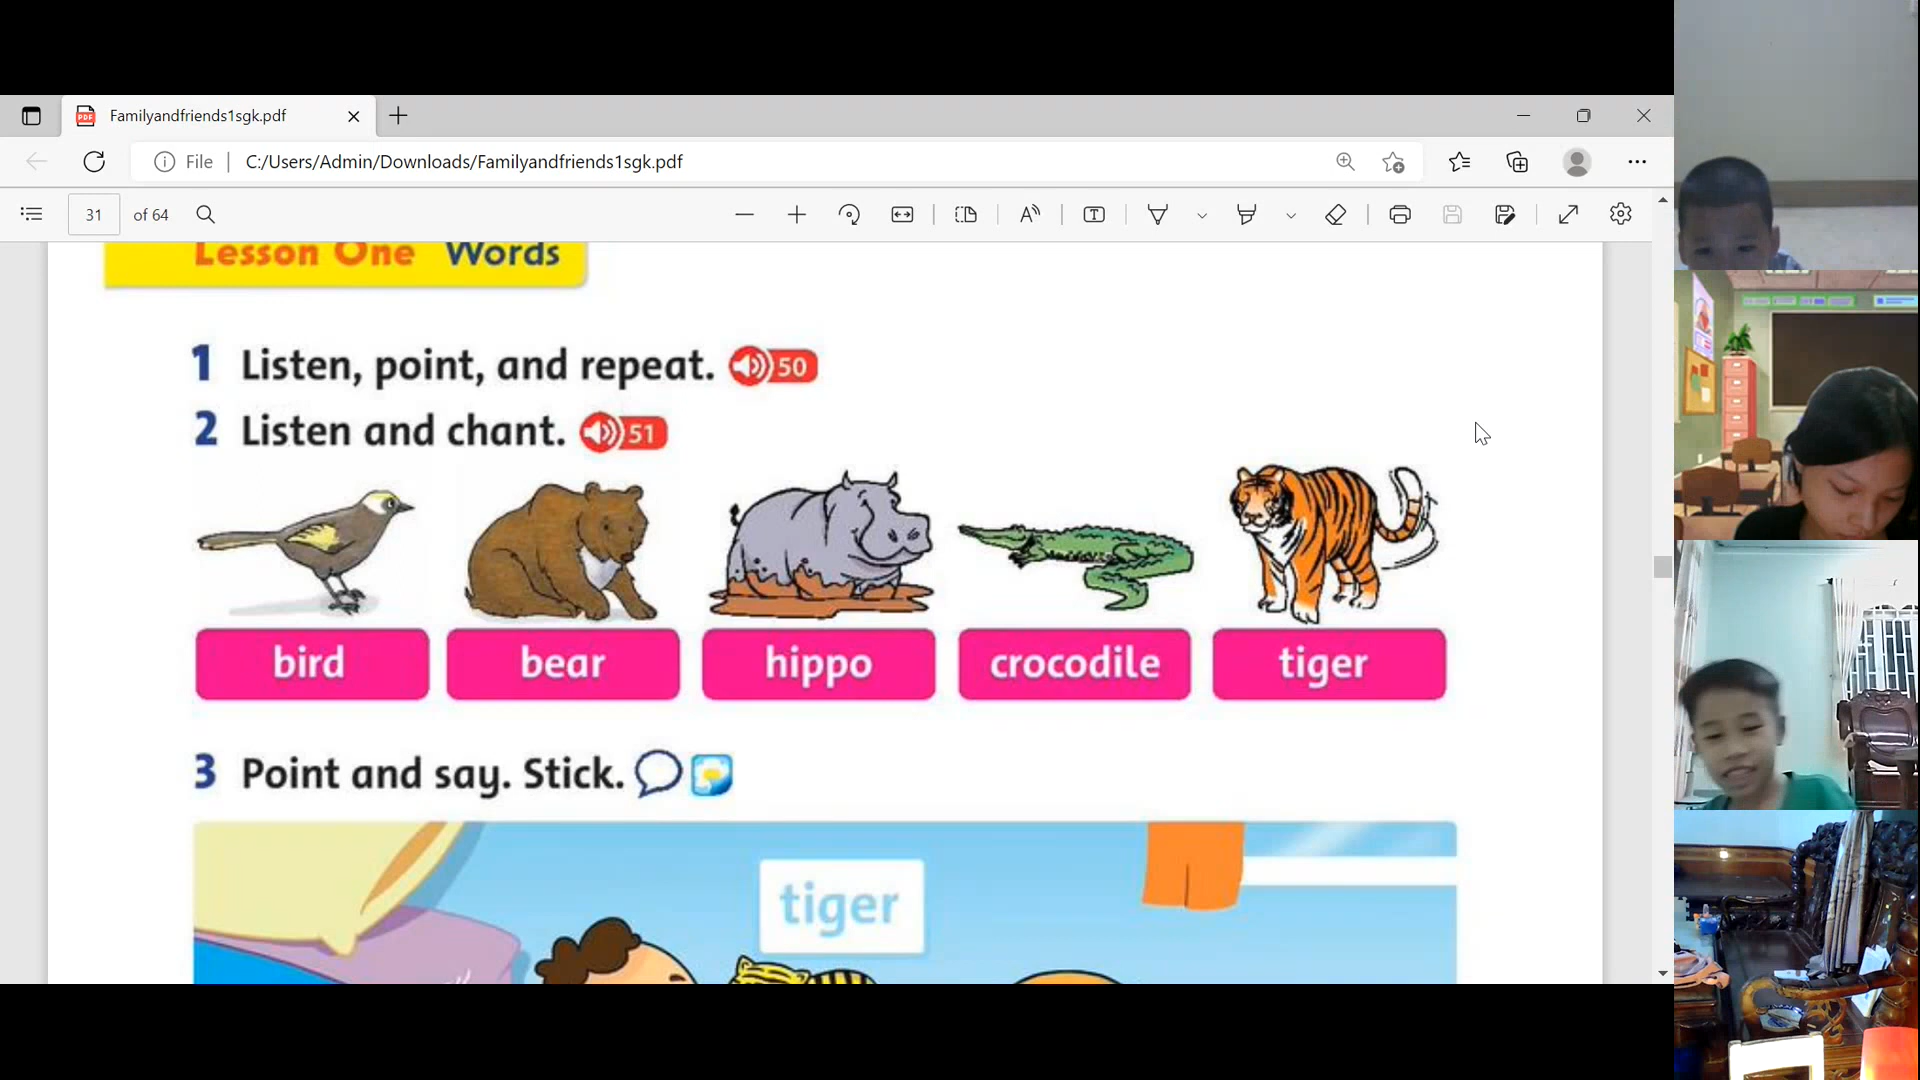 Familyandfriends1sgk.pdf
File | C:/Users/Admin/Downloads/Familyandfriends1sgk.pdf
31 of 64
Lesson One Words
1 Listen, point, and repeat. 50
2 Listen and chant. 51
bird bear hippo crocodile tiger
3 Point and say. Stick.
tiger